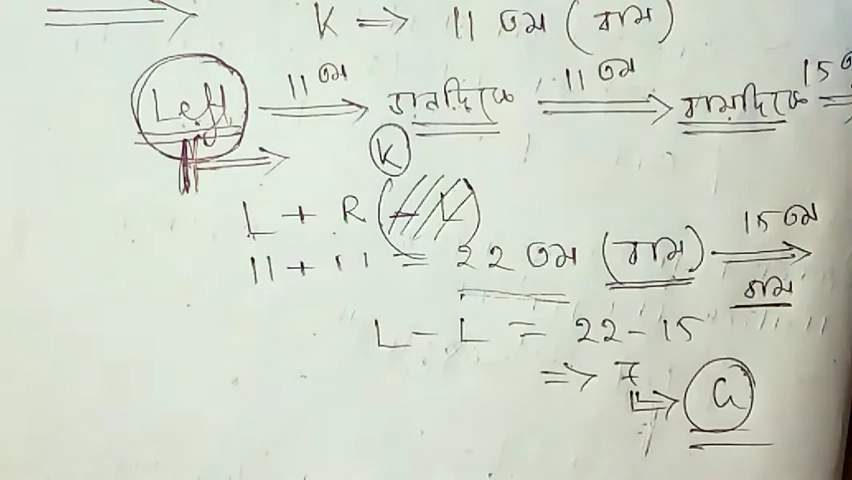 K => 11 তম (বাম)
Left 11 তম ডানদিকে 11 তম বামদিকে 15
K
L + R
11 + 11 = 22 তম (বাম) 15 তম
বাম
L - L = 22 - 15
=> 7
G